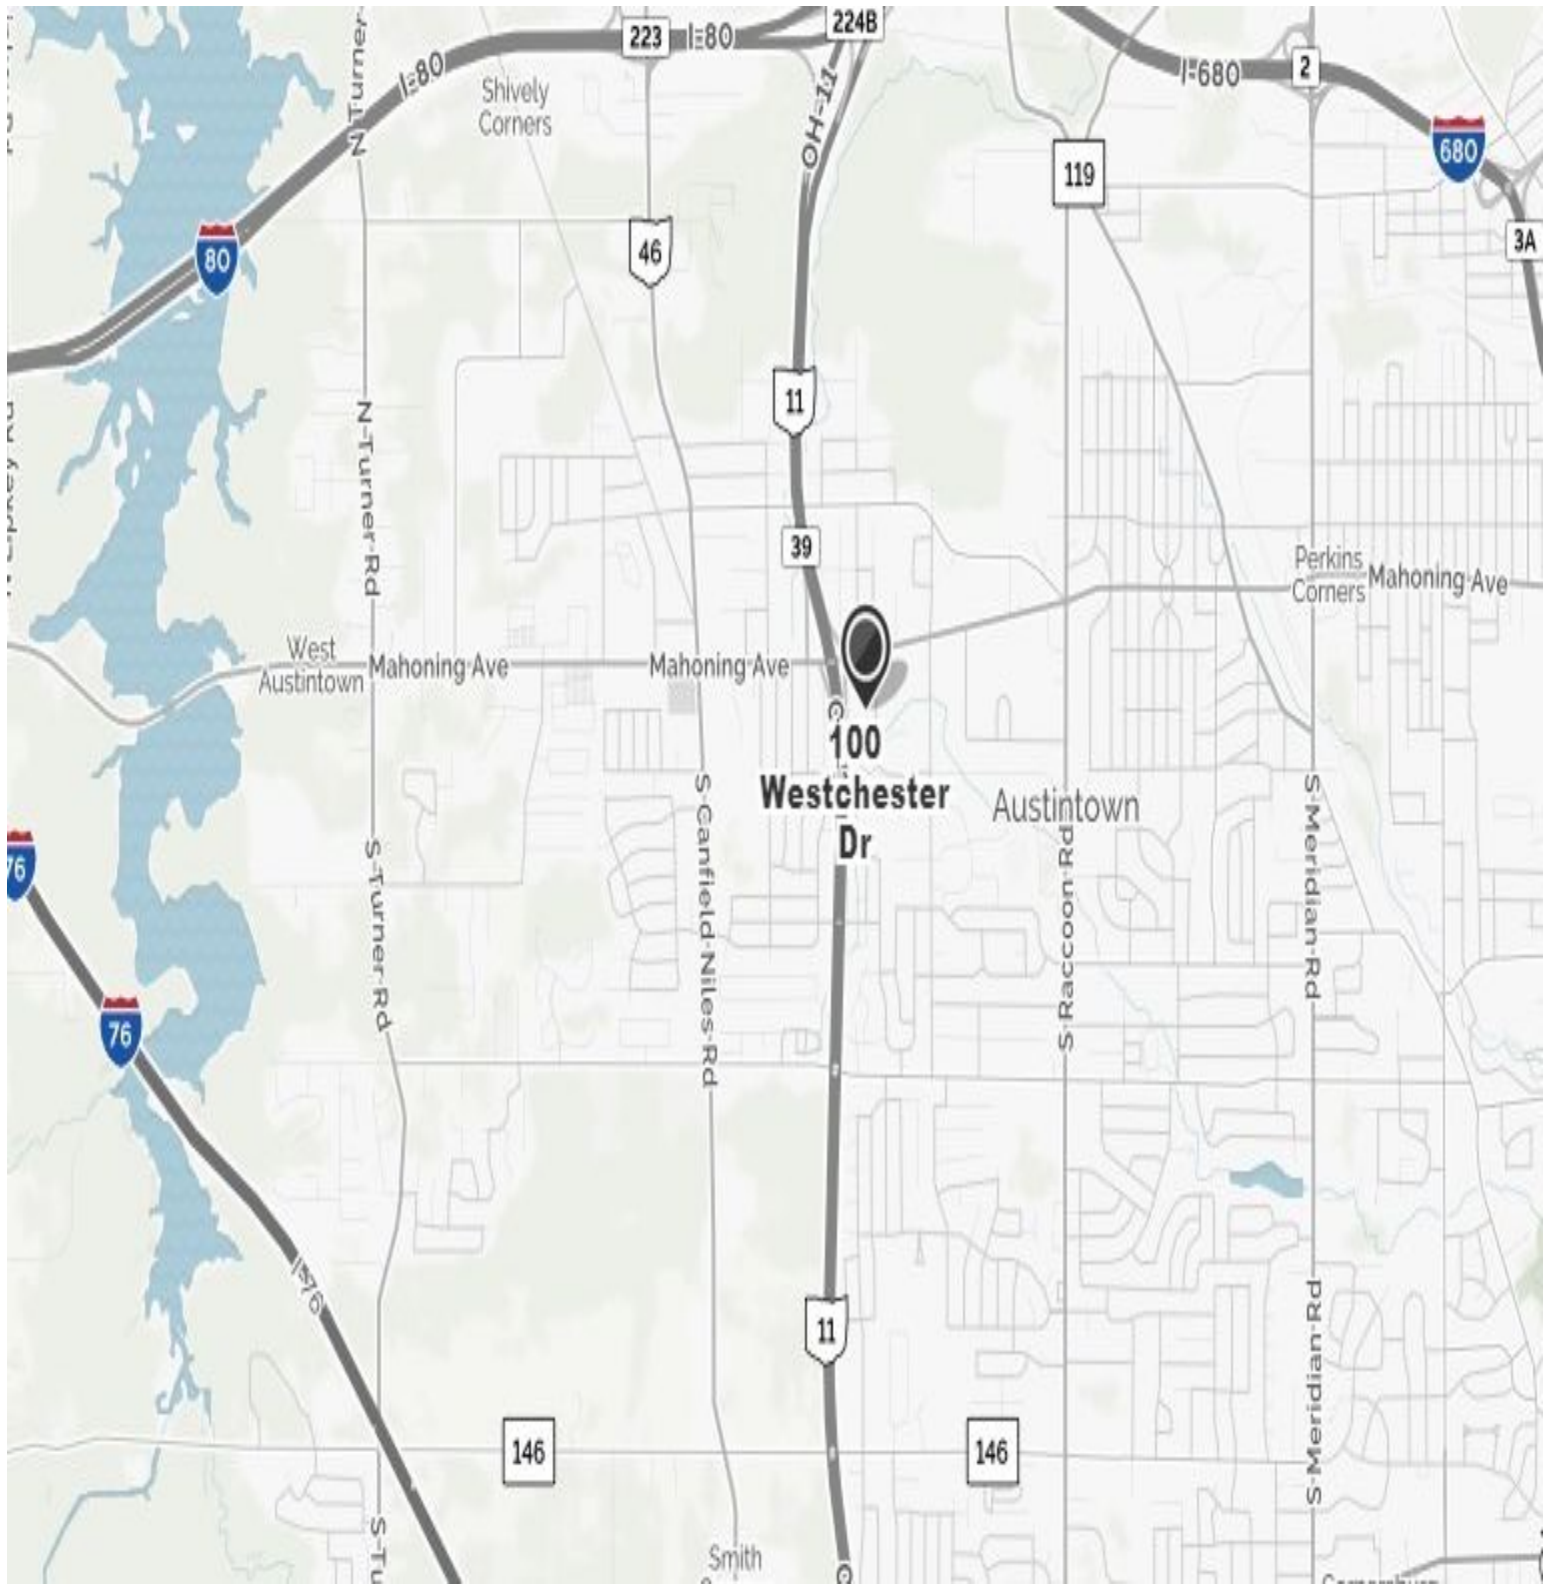 N-Turner
223
I-80
224B
I-80
Shively
Corners
OH-11
I-680
2
680
119
46
80
3A
11
N-Turner-Rd
39
Perkins
Corners
Mahoning Ave
West
Austintown
Mahoning Ave
Mahoning Ave
100
Westchester
Dr
Austintown
76
S-Turner-Rd
S-Canfield-Niles-Rd
S-Raccoon-Rd
S-Meridian-Rd
76
I-76
11
S-Meridian-Rd
146
146
S-Tu
Smith